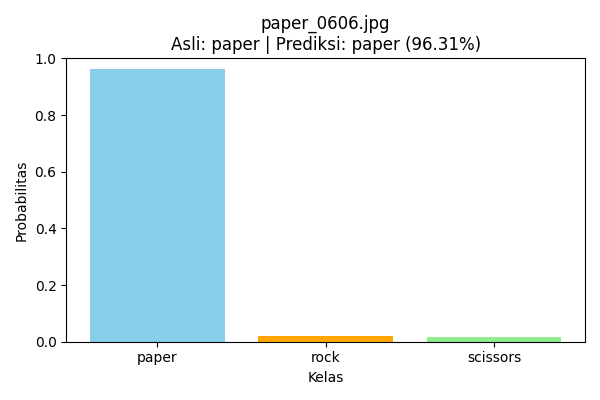 paper_0606.jpg
Asli: paper | Prediksi: paper (96.31%)
1.0
0.8
0.6
0.4
0.2
0.0
Probabilitas
paper
rock
scissors
Kelas